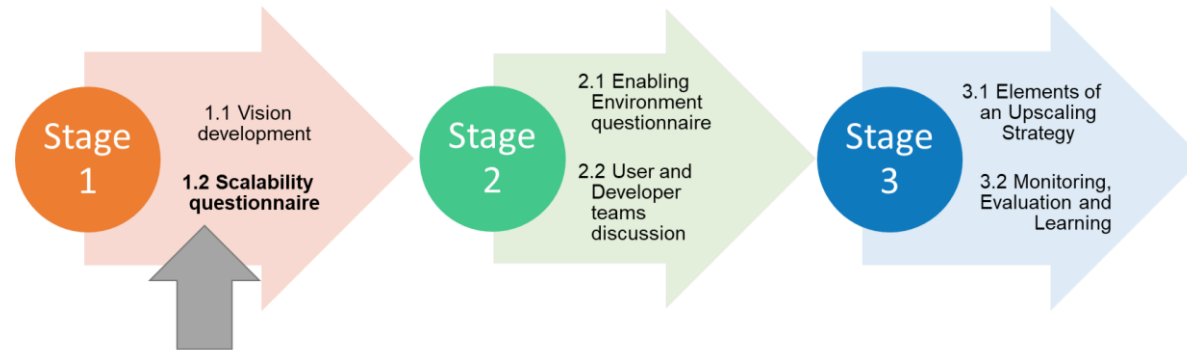 Stage
1
1.1 Vision
development
1.2 Scalability
questionnaire
Stage
2
2.1 Enabling
Environment
questionnaire
2.2 User and
Developer
teams
discussion
Stage
3
3.1 Elements of
an Upscaling
Strategy
3.2 Monitoring,
Evaluation and
Learning